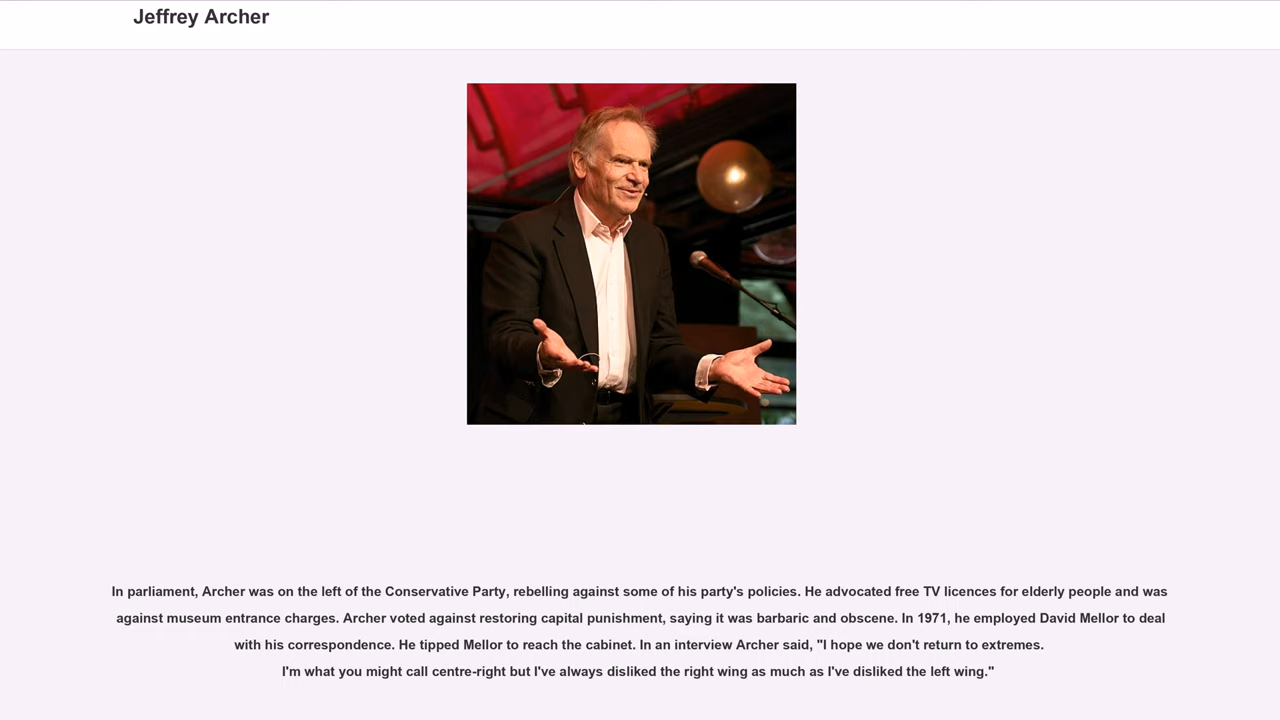 Jeffrey Archer
In parliament, Archer was on the left of the Conservative Party, rebelling against some of his party's policies. He advocated free TV licences for elderly people and was
against museum entrance charges. Archer voted against restoring capital punishment, saying it was barbaric and obscene. In 1971, he employed David Mellor to deal
with his correspondence. He tipped Mellor to reach the cabinet. In an interview Archer said, "I hope we don't return to extremes.
I'm what you might call centre-right but I've always disliked the right wing as much as I've disliked the left wing."